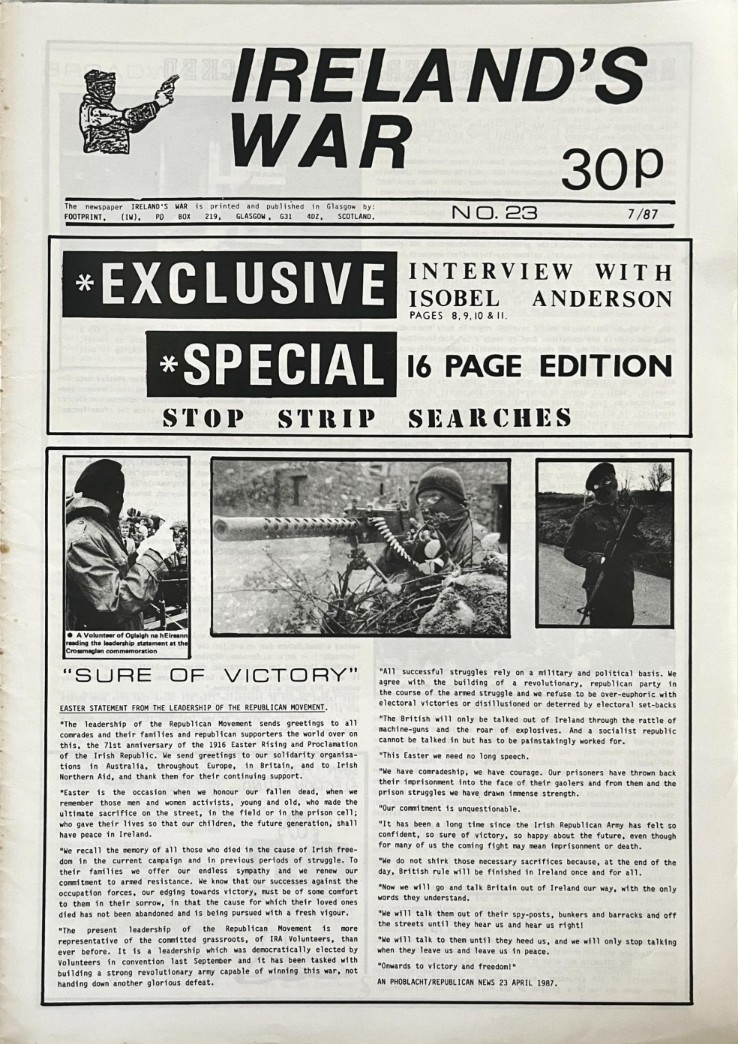 IRELAND'S
WAR
30p
The newspaper IRELAND'S WAR is printed and published in Glasgow by:
FOOTPRINT, (IW), PO BOX 219, GLASGOW, G31 4DZ, SCOTLAND.
NO. 23
7/87
*EXCLUSIVE
INTERVIEW WITH
ISOBEL ANDERSON
PAGES 8,9,10 & 11.
*SPECIAL
16 PAGE EDITION
STOP STRIP SEARCHES
● A Volunteer of Oglaigh na hEireann
reading the leadership statement at the
Crossmaglen commemoration
"SURE OF VICTORY"
EASTER STATEMENT FROM THE LEADERSHIP OF THE REPUBLICAN MOVEMENT.
"The leadership of the Republican Movement sends greetings to all
comrades and their families and republican supporters the world over on
this, the 71st anniversary of the 1916 Easter Rising and Proclamation
of the Irish Republic. We send greetings to our solidarity organisa-
tions in Australia, throughout Europe, in Britain, and to Irish
Northern Aid, and thank them for their continuing support.
"Easter is the occasion when we honour our fallen dead, when we
remember those men and women activists, young and old, who made the
ultimate sacrifice on the street, in the field or in the prison cell;
who gave their lives so that our children, the future generation, shall
have peace in Ireland.
"We recall the memory of all those who died in the cause of Irish free-
dom in the current campaign and in previous periods of struggle. To
their families we offer our endless sympathy and we renew our
commitment to armed resistance. We know that our successes against the
occupation forces, our edging towards victory, must be of some comfort
to them in their sorrow, in that the cause for which their loved ones
died has not been abandoned and is being pursued with a fresh vigour.
"The present leadership of the Republican Movement is more
representative of the committed grassroots, of IRA Volunteers, than
ever before. It is a leadership which was democratically elected by
Volunteers in convention last September and it has been tasked with
building a strong revolutionary army capable of winning this war, not
handing down another glorious defeat.
"All successful struggles rely on a military and political basis. We
agree with the building of a revolutionary, republican party in
the course of the armed struggle and we refuse to be over-euphoric with
electoral victories or disillusioned or deterred by electoral set-backs
"The British will only be talked out of Ireland through the rattle of
machine-guns and the roar of explosives. And a socialist republic
cannot be talked in but has to be painstakingly worked for.
"This Easter we need no long speech.
"We have comradeship, we have courage. Our prisoners have thrown back
their imprisonment into the face of their gaolers and from them and the
prison struggles we have drawn immense strength.
"Our commitment is unquestionable.
"It has been a long time since the Irish Republican Army has felt so
confident, so sure of victory, so happy about the future, even though
for many of us the coming fight may mean imprisonment or death.
"We do not shirk those necessary sacrifices because, at the end of the
day, British rule will be finished in Ireland once and for all.
"Now we will go and talk Britain out of Ireland our way, with the only
words they understand.
"We will talk them out of their spy-posts, bunkers and barracks and off
the streets until they hear us and hear us right!
"We will talk to them until they heed us, and we will only stop talking
when they leave us and leave us in peace.
"Onwards to victory and freedom!"
AN PHOBLACHT/REPUBLICAN NEWS 23 APRIL 1987.